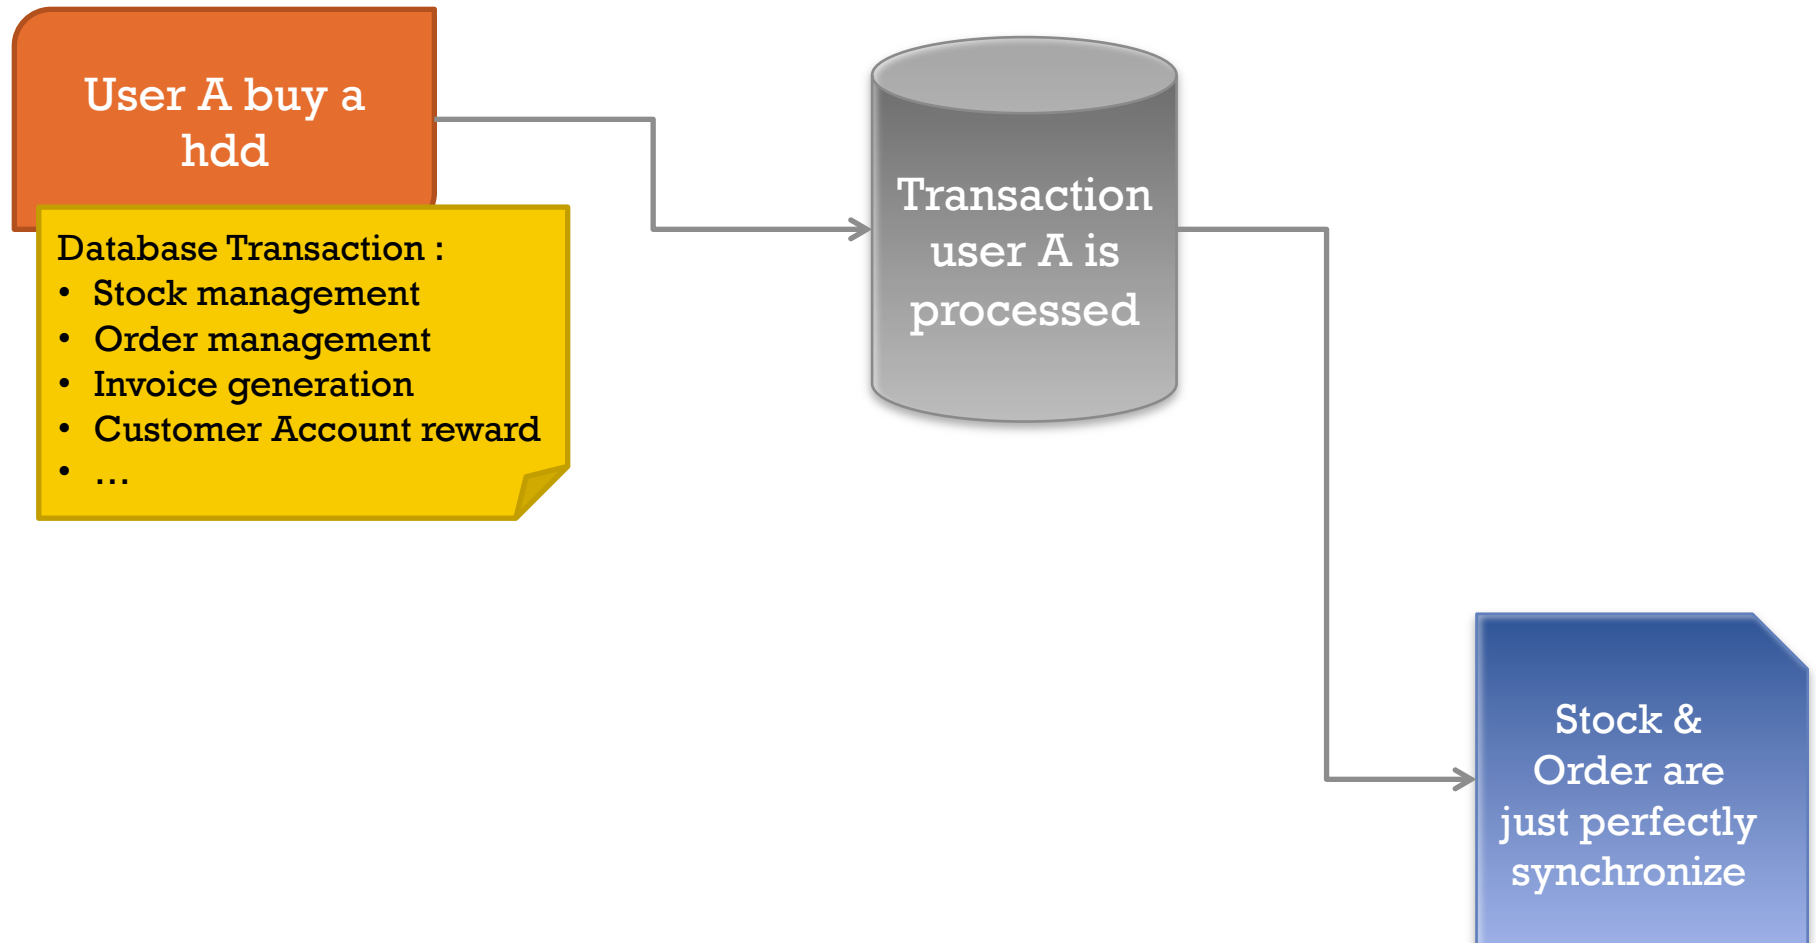 User A buy a
hdd
Database Transaction :
• Stock management
• Order management
• Invoice generation
• Customer Account reward
• …
Transaction
user A is
processed
Stock &
Order are
just perfectly
synchronize